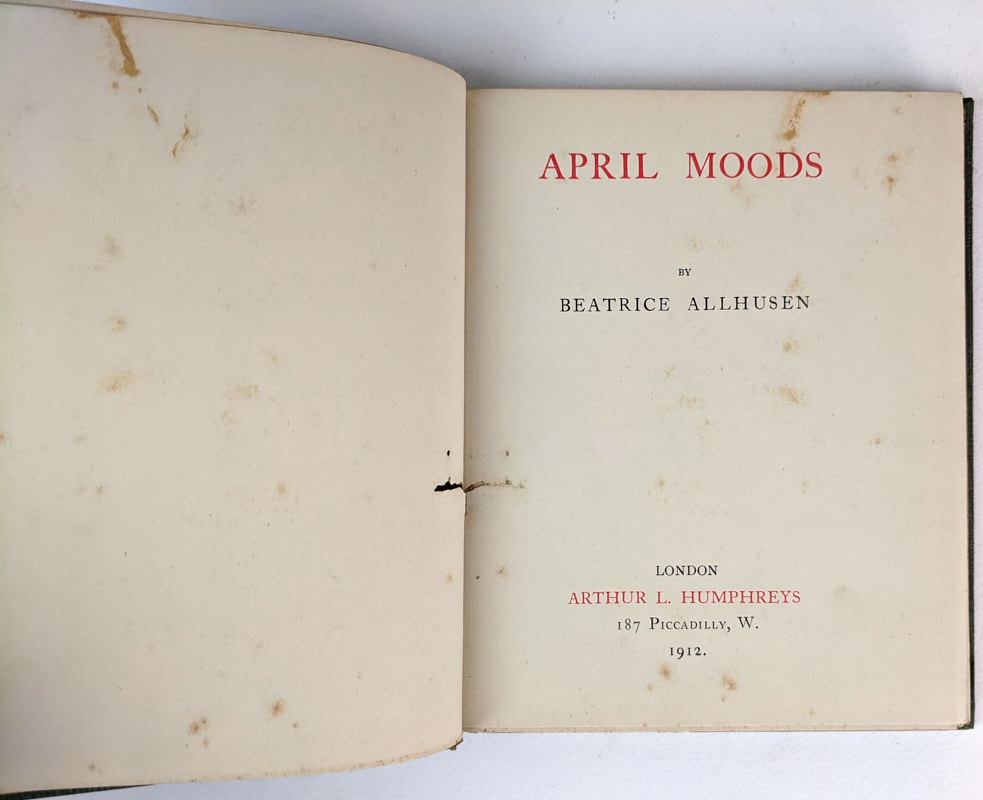 APRIL MOODS
BY
BEATRICE ALLHUSEN
LONDON
ARTHUR L. HUMPHREYS
187 PICCADILLY, W.
1912.